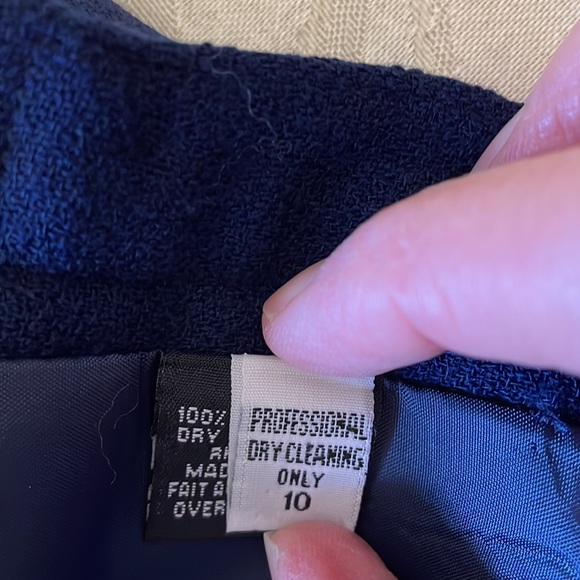 100%
DRY
R
MAD
FAIT A
OVER
PROFESSIONAL
DRY CLEANING
ONLY
10